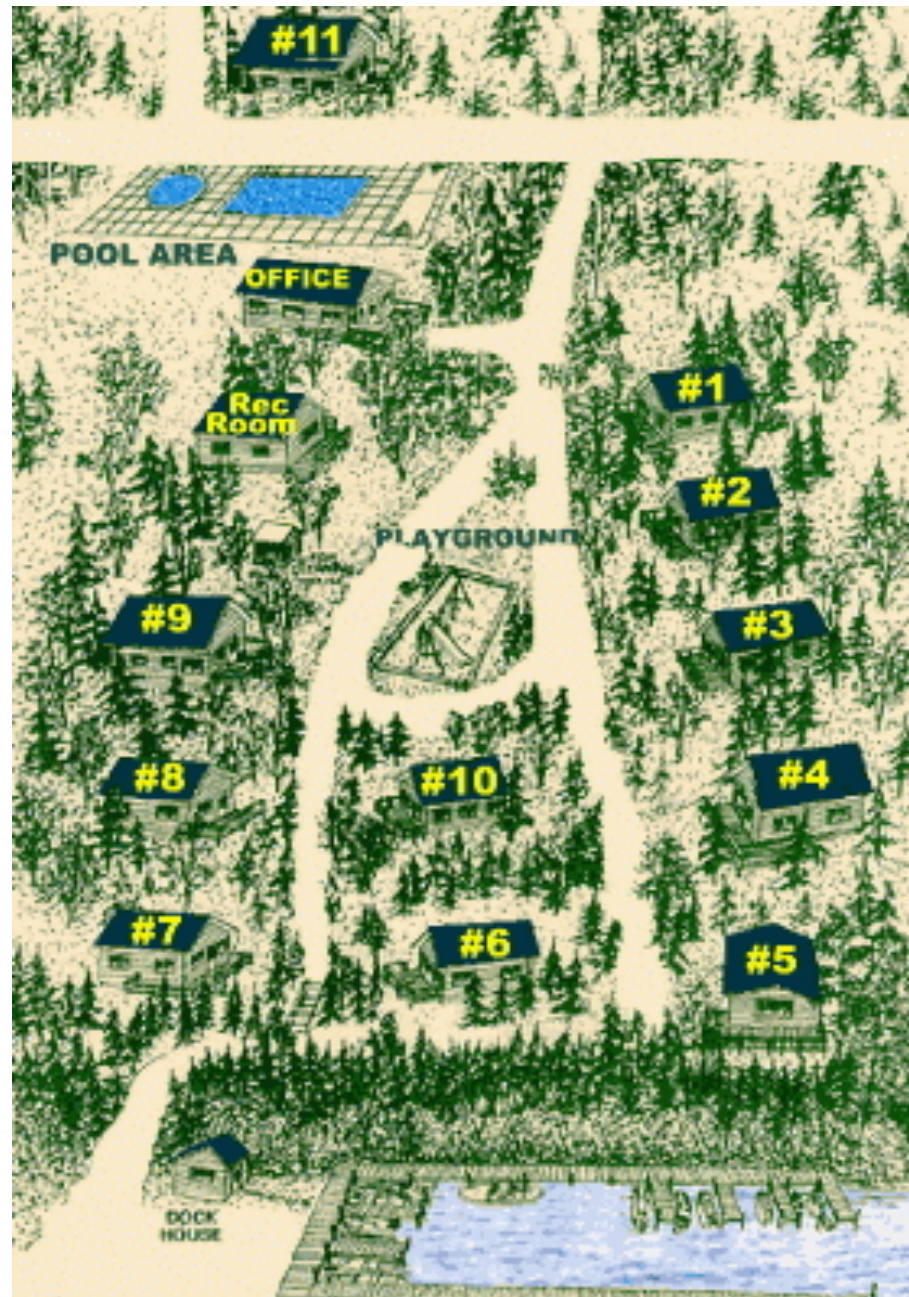 #11
POOL AREA
OFFICE
#1
Rec
Room
#2
PLAYGROUND
#9
#3
#8
#10
#4
#7
#6
#5
DOCK
HOUSE